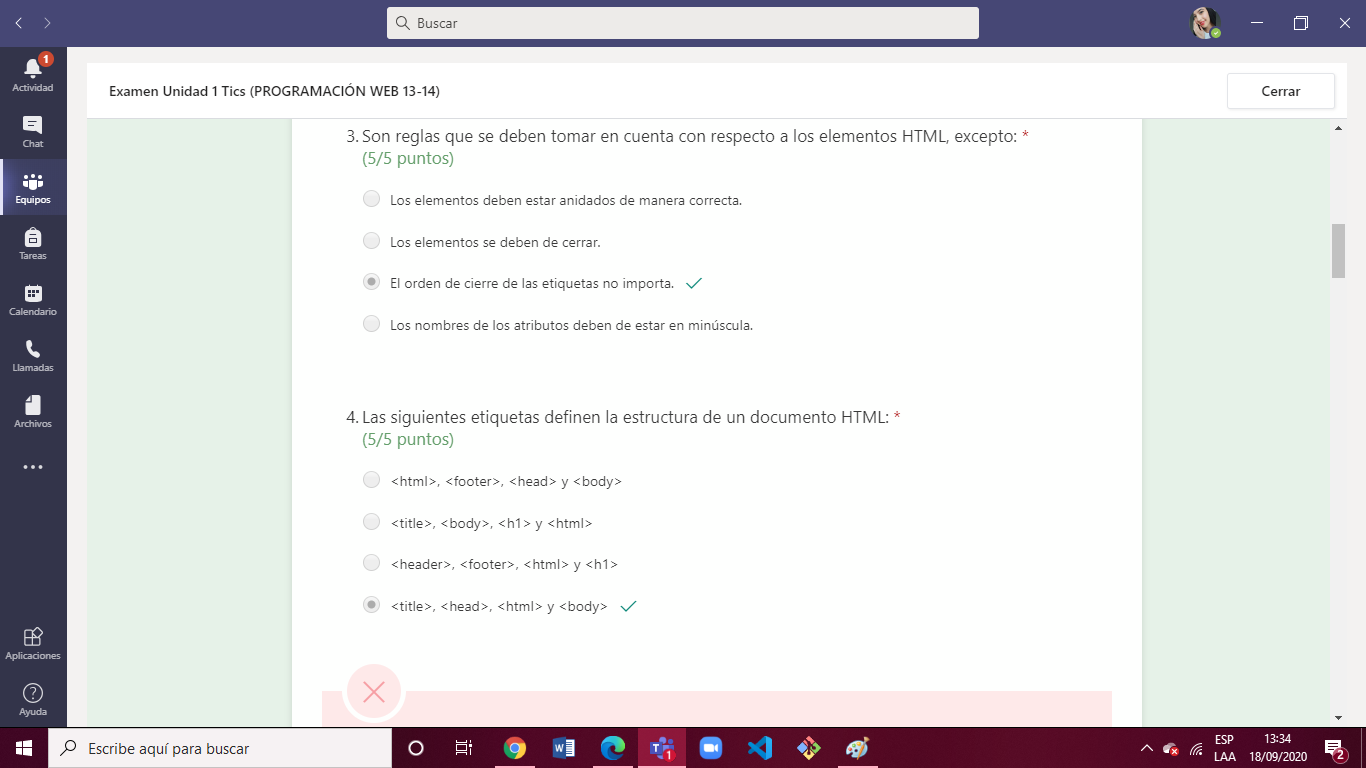 Buscar
Actividad
1
Chat
Equipos
Tareas
Calendario
Llamadas
Archivos
Aplicaciones
Ayuda
Examen Unidad 1 Tics (PROGRAMACIÓN WEB 13-14)
Cerrar
3. Son reglas que se deben tomar en cuenta con respecto a los elementos HTML, excepto: *
(5/5 puntos)
Los elementos deben estar anidados de manera correcta.
Los elementos se deben de cerrar.
El orden de cierre de las etiquetas no importa.
Los nombres de los atributos deben de estar en minúscula.
4. Las siguientes etiquetas definen la estructura de un documento HTML: *
(5/5 puntos)
<html>, <footer>, <head> y <body>
<title>, <body>, <h1> y <html>
<header>, <footer>, <html> y <h1>
<title>, <head>, <html> y <body>
Escribe aquí para buscar
1
ESP
LAA
13:34
18/09/2020
2